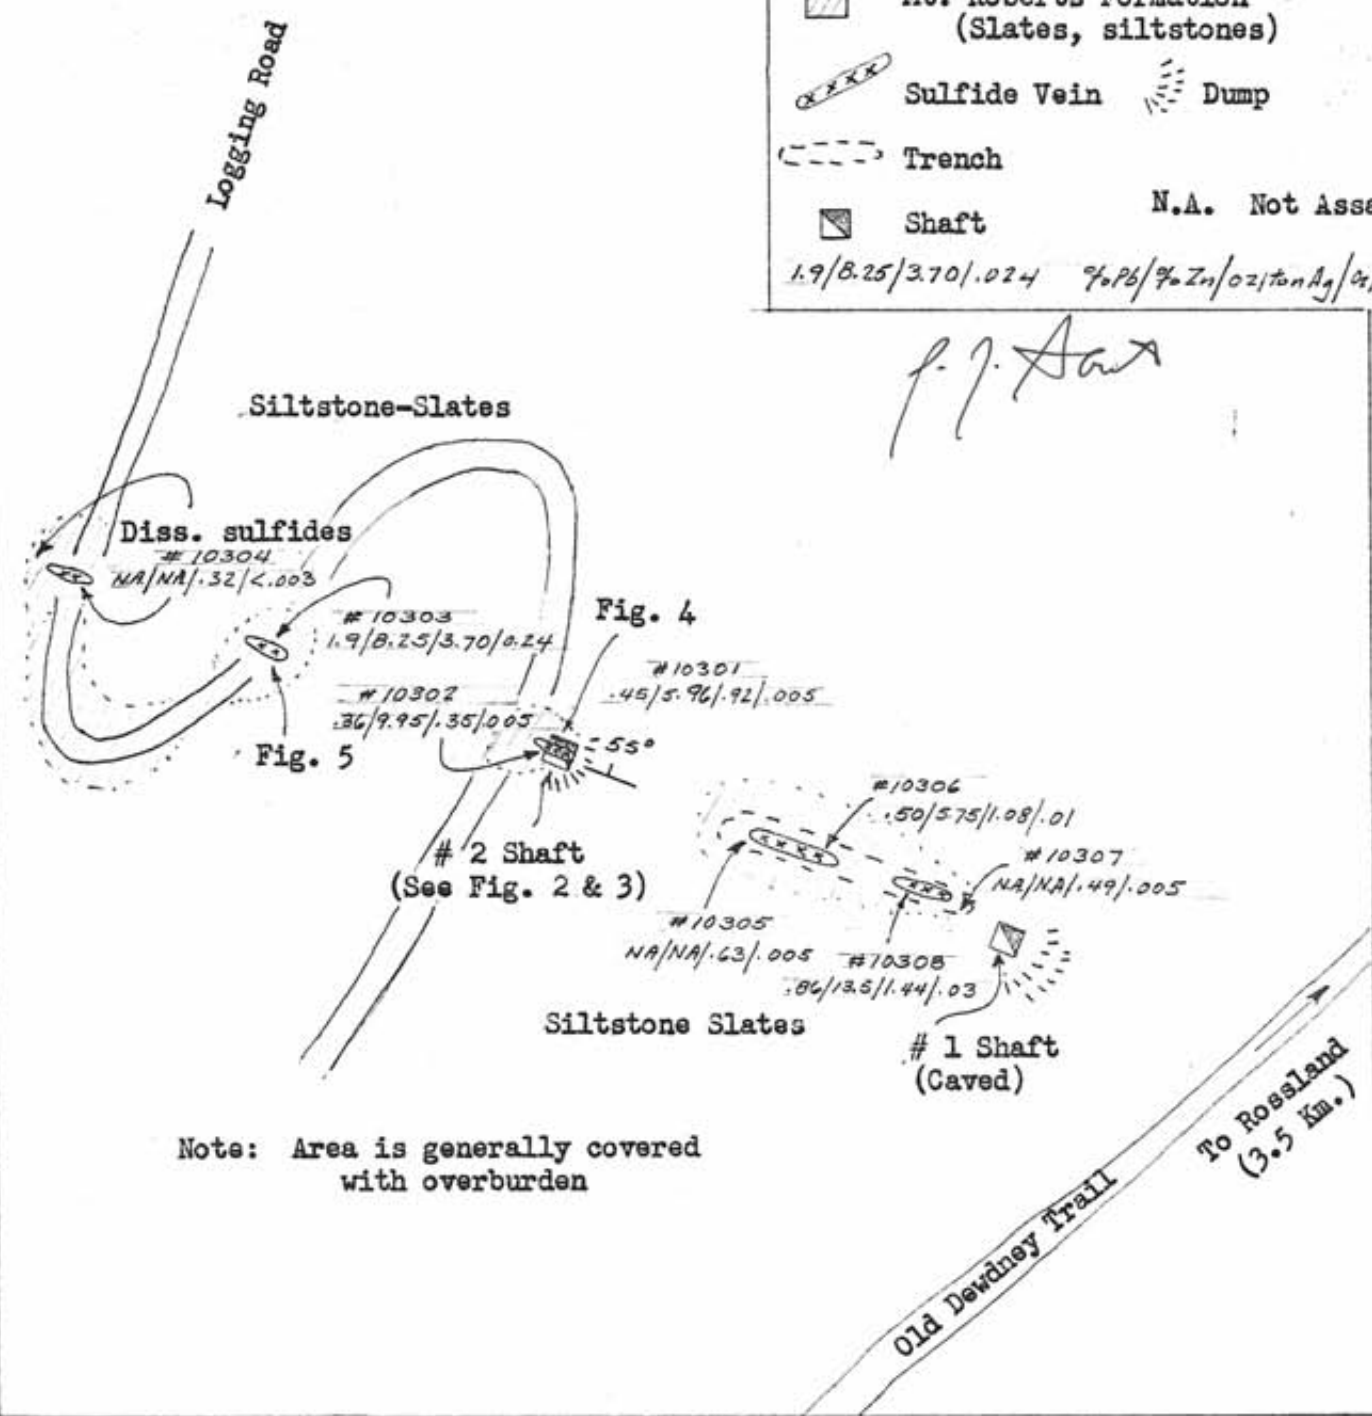 (Slates, siltstones)
Sulfide Vein
Dump
Trench
Shaft
N.A. Not
1.9/8.25/3.70/.024 %Pb/%Zn/oz/ton Ag/
Logging Road
Siltstone-Slates
Diss. sulfides
# 10304
NA/NA/.32/<.003
# 10303
1.9/8.25/3.70/0.24
Fig. 4
# 10301
.45/5.96/.92/.005
# 10302
.36/9.95/.35/.005
Fig. 5
55°
# 2 Shaft
(See Fig. 2 & 3)
# 10306
.50/5.75/1.08/.01
# 10307
NA/NA/.49/.005
# 10305
NA/NA/.63/.005
# 10308
.86/13.5/1.44/.03
Siltstone Slates
# 1 Shaft
(Caved)
To Rossland
(3.5 Km.)
Old Dewdney Trail
Note: Area is generally covered
with overburden